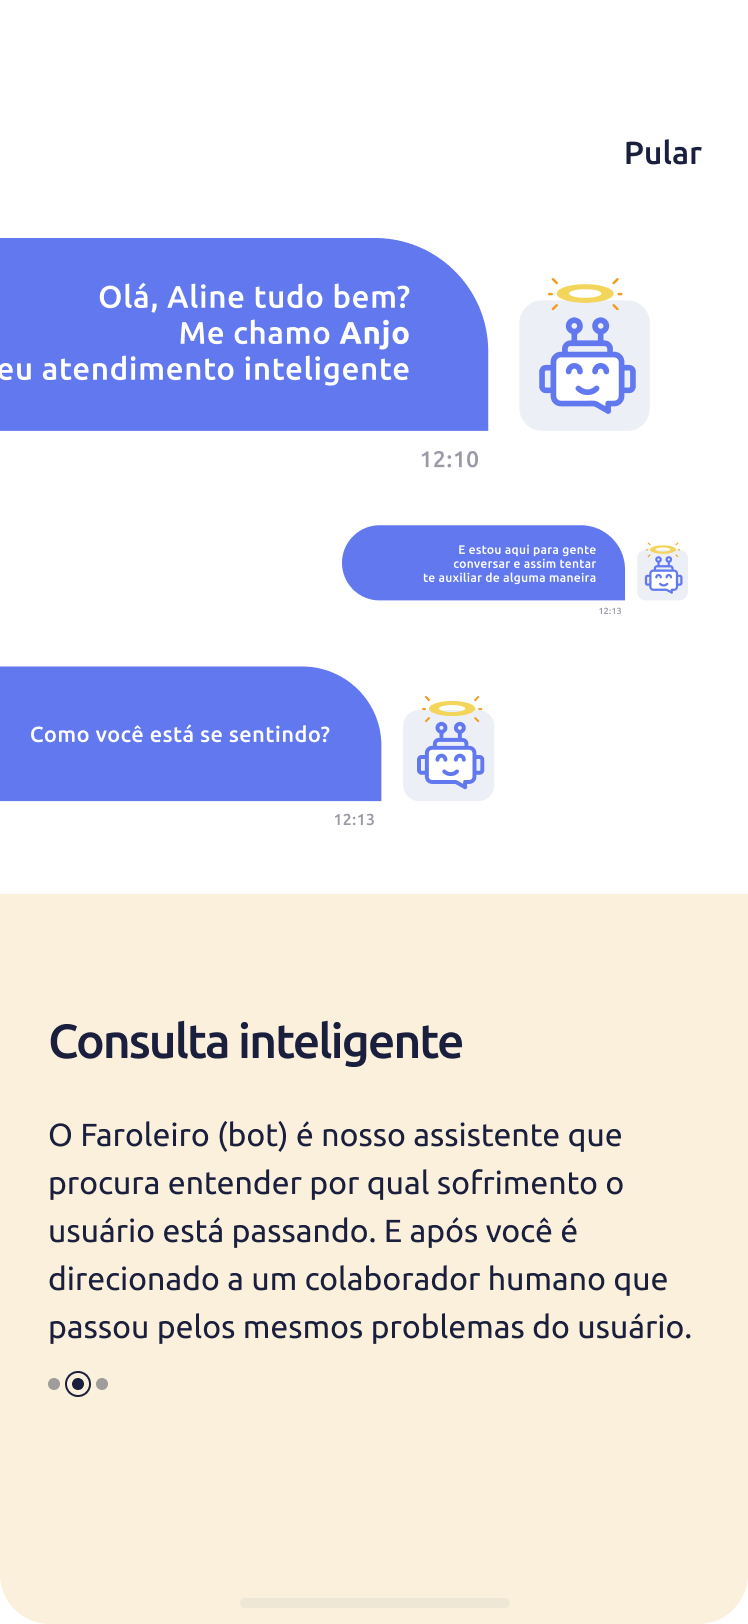 Pular
Olá, Aline tudo bem?
Me chamo Anjo
eu atendimento inteligente
12:10
E estou aqui para gente
conversar e assim tentar
te auxiliar de alguma maneira
12:13
Como você está se sentindo?
12:13
Consulta inteligente
O Faroleiro (bot) é nosso assistente que
procura entender por qual sofrimento o
usuário está passando. E após você é
direcionado a um colaborador humano que
passou pelos mesmos problemas do usuário.